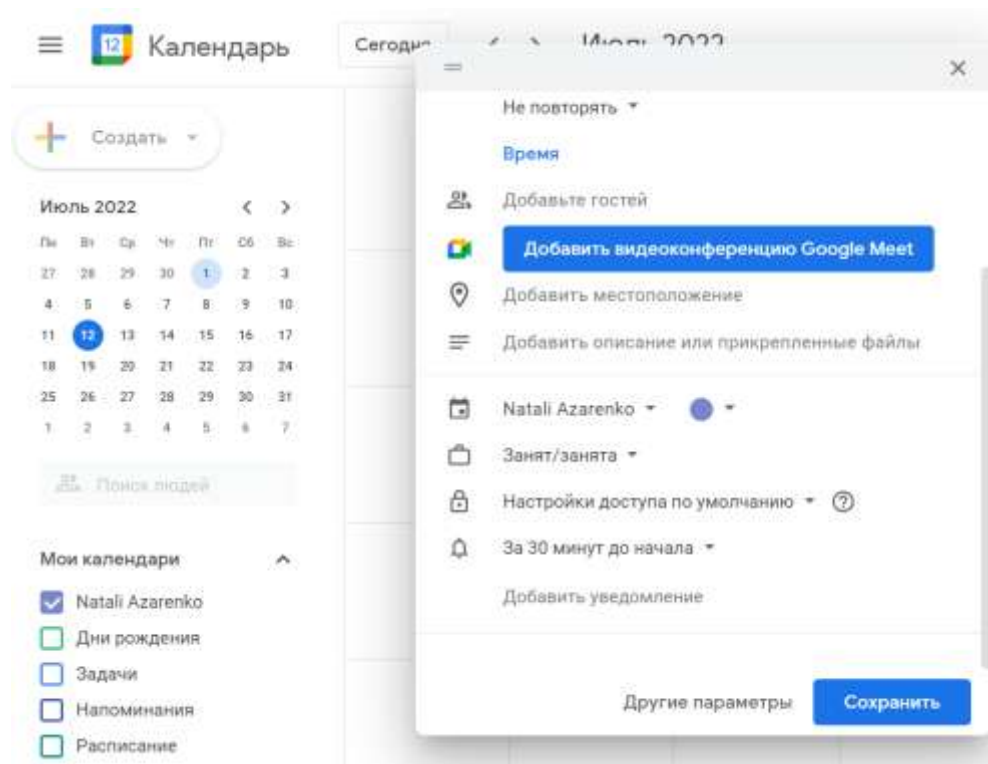 12 Календарь
Сегодня Июль 2022
Создать
Июль 2022
Пн Вт Ср Чт Пт Сб Вс
27 28 29 30 1 2 3
4 5 6 7 8 9 10
11 12 13 14 15 16 17
18 19 20 21 22 23 24
25 26 27 28 29 30 31
1 2 3 4 5 6 7
Поиск людей
Мои календари
Natali Azarenko
Дни рождения
Задачи
Напоминания
Расписание
Не повторять
Время
Добавьте гостей
Добавить видеоконференцию Google Meet
Добавить местоположение
Добавить описание или прикрепленные файлы
Natali Azarenko
Занят/занята
Настройки доступа по умолчанию ?
За 30 минут до начала
Добавить уведомление
Другие параметры Сохранить